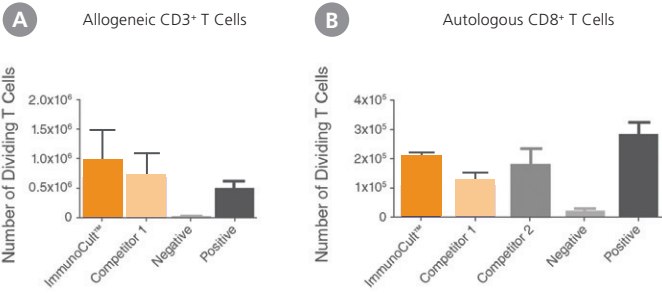 A
Allogeneic CD3⁺ T Cells
Number of Dividing T Cells
2.0x10⁶
1.5x10⁶
1.0x10⁶
0.5x10⁶
0
ImmunoCult™
Competitor 1
Negative
Positive
B
Autologous CD8⁺ T Cells
Number of Dividing T Cells
4x10⁵
3x10⁵
2x10⁵
1x10⁵
0
ImmunoCult™
Competitor 1
Competitor 2
Negative
Positive